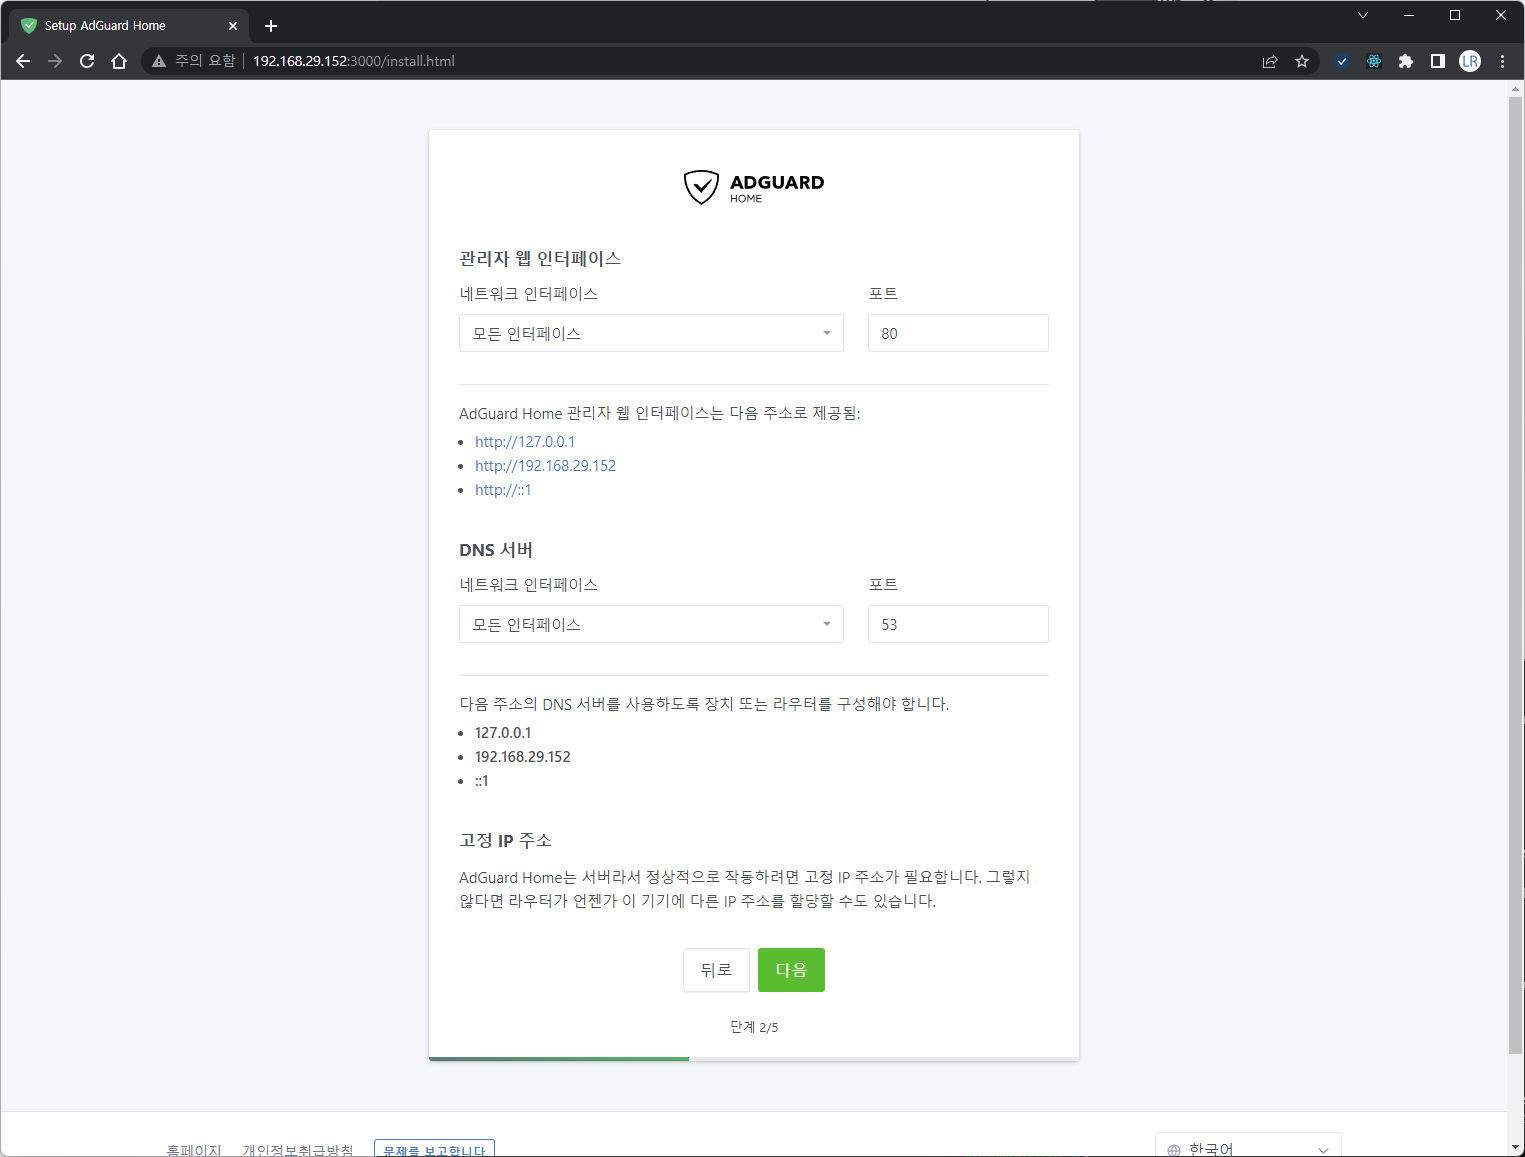 Setup AdGuard Home
주의 요함
192.168.29.152:3000/install.html
LR
ADGUARD
HOME
관리자 웹 인터페이스
네트워크 인터페이스
포트
모든 인터페이스
80
AdGuard Home 관리자 웹 인터페이스는 다음 주소로 제공됨:
http://127.0.0.1
http://192.168.29.152
http://::1
DNS 서버
네트워크 인터페이스
포트
모든 인터페이스
53
다음 주소의 DNS 서버를 사용하도록 장치 또는 라우터를 구성해야 합니다.
127.0.0.1
192.168.29.152
::1
고정 IP 주소
AdGuard Home는 서버라서 정상적으로 작동하려면 고정 IP 주소가 필요합니다. 그렇지
않다면 라우터가 언젠가 이 기기에 다른 IP 주소를 할당할 수도 있습니다.
뒤로
다음
단계 2/5
홈페이지
개인정보취급방침
문제를 보고합니다
한국어